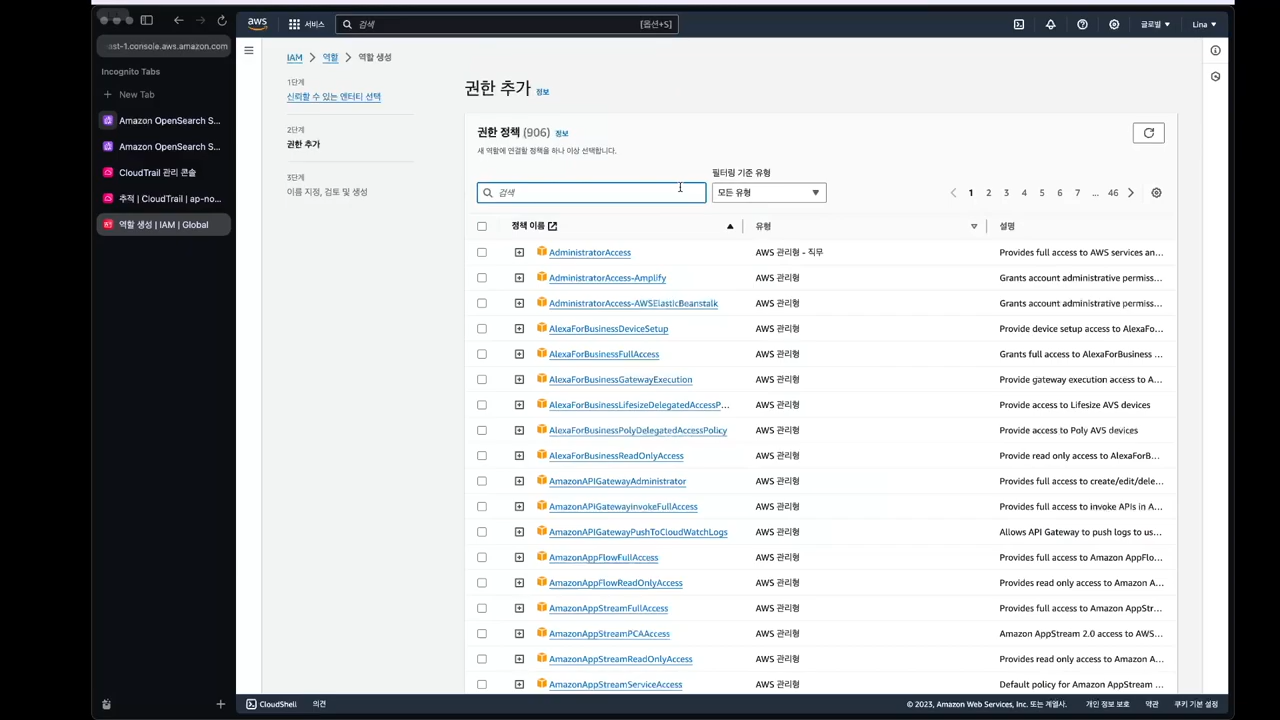 aws
서비스
검색
[옵션+S]
글로벌
Lina
ast-1.console.aws.amazon.com
Incognito Tabs
New Tab
Amazon OpenSearch S...
Amazon OpenSearch S...
CloudTrail 관리 콘솔
추적 | CloudTrail | ap-no...
역할 생성 | IAM | Global
IAM
역할
역할 생성
1단계
신뢰할 수 있는 엔터티 선택
2단계
권한 추가
3단계
이름 지정, 검토 및 생성
권한 추가 정보
권한 정책 (906) 정보
새 역할에 연결할 정책을 하나 이상 선택합니다.
필터링 기준 유형
검색
모든 유형
1 2 3 4 5 6 7 ... 46
정책 이름 유형 설명
AdministratorAccess AWS 관리형 - 직무 Provides full access to AWS services an...
AdministratorAccess-Amplify AWS 관리형 Grants account administrative permiss...
AdministratorAccess-AWSElasticBeanstalk AWS 관리형 Grants account administrative permiss...
AlexaForBusinessDeviceSetup AWS 관리형 Provide device setup access to AlexaFo...
AlexaForBusinessFullAccess AWS 관리형 Grants full access to AlexaForBusiness ...
AlexaForBusinessGatewayExecution AWS 관리형 Provide gateway execution access to A...
AlexaForBusinessLifesizeDelegatedAccessP... AWS 관리형 Provide access to Lifesize AVS devices
AlexaForBusinessPolyDelegatedAccessPolicy AWS 관리형 Provide access to Poly AVS devices
AlexaForBusinessReadOnlyAccess AWS 관리형 Provide read only access to AlexaForB...
AmazonAPIGatewayAdministrator AWS 관리형 Provides full access to create/edit/dele...
AmazonAPIGatewayInvokeFullAccess AWS 관리형 Provides full access to invoke APIs in A...
AmazonAPIGatewayPushToCloudWatchLogs AWS 관리형 Allows API Gateway to push logs to us...
AmazonAppFlowFullAccess AWS 관리형 Provides full access to Amazon AppFlo...
AmazonAppFlowReadOnlyAccess AWS 관리형 Provides read only access to Amazon A...
AmazonAppStreamFullAccess AWS 관리형 Provides full access to Amazon AppStr...
AmazonAppStreamPCAAccess AWS 관리형 Amazon AppStream 2.0 access to AWS...
AmazonAppStreamReadOnlyAccess AWS 관리형 Provides read only access to Amazon A...
AmazonAppStreamServiceAccess AWS 관리형 Default policy for Amazon AppStream ...
CloudShell 의견 © 2023, Amazon Web Services, Inc. 또는 계열사. 개인 정보 보호 약관 쿠키 기본 설정